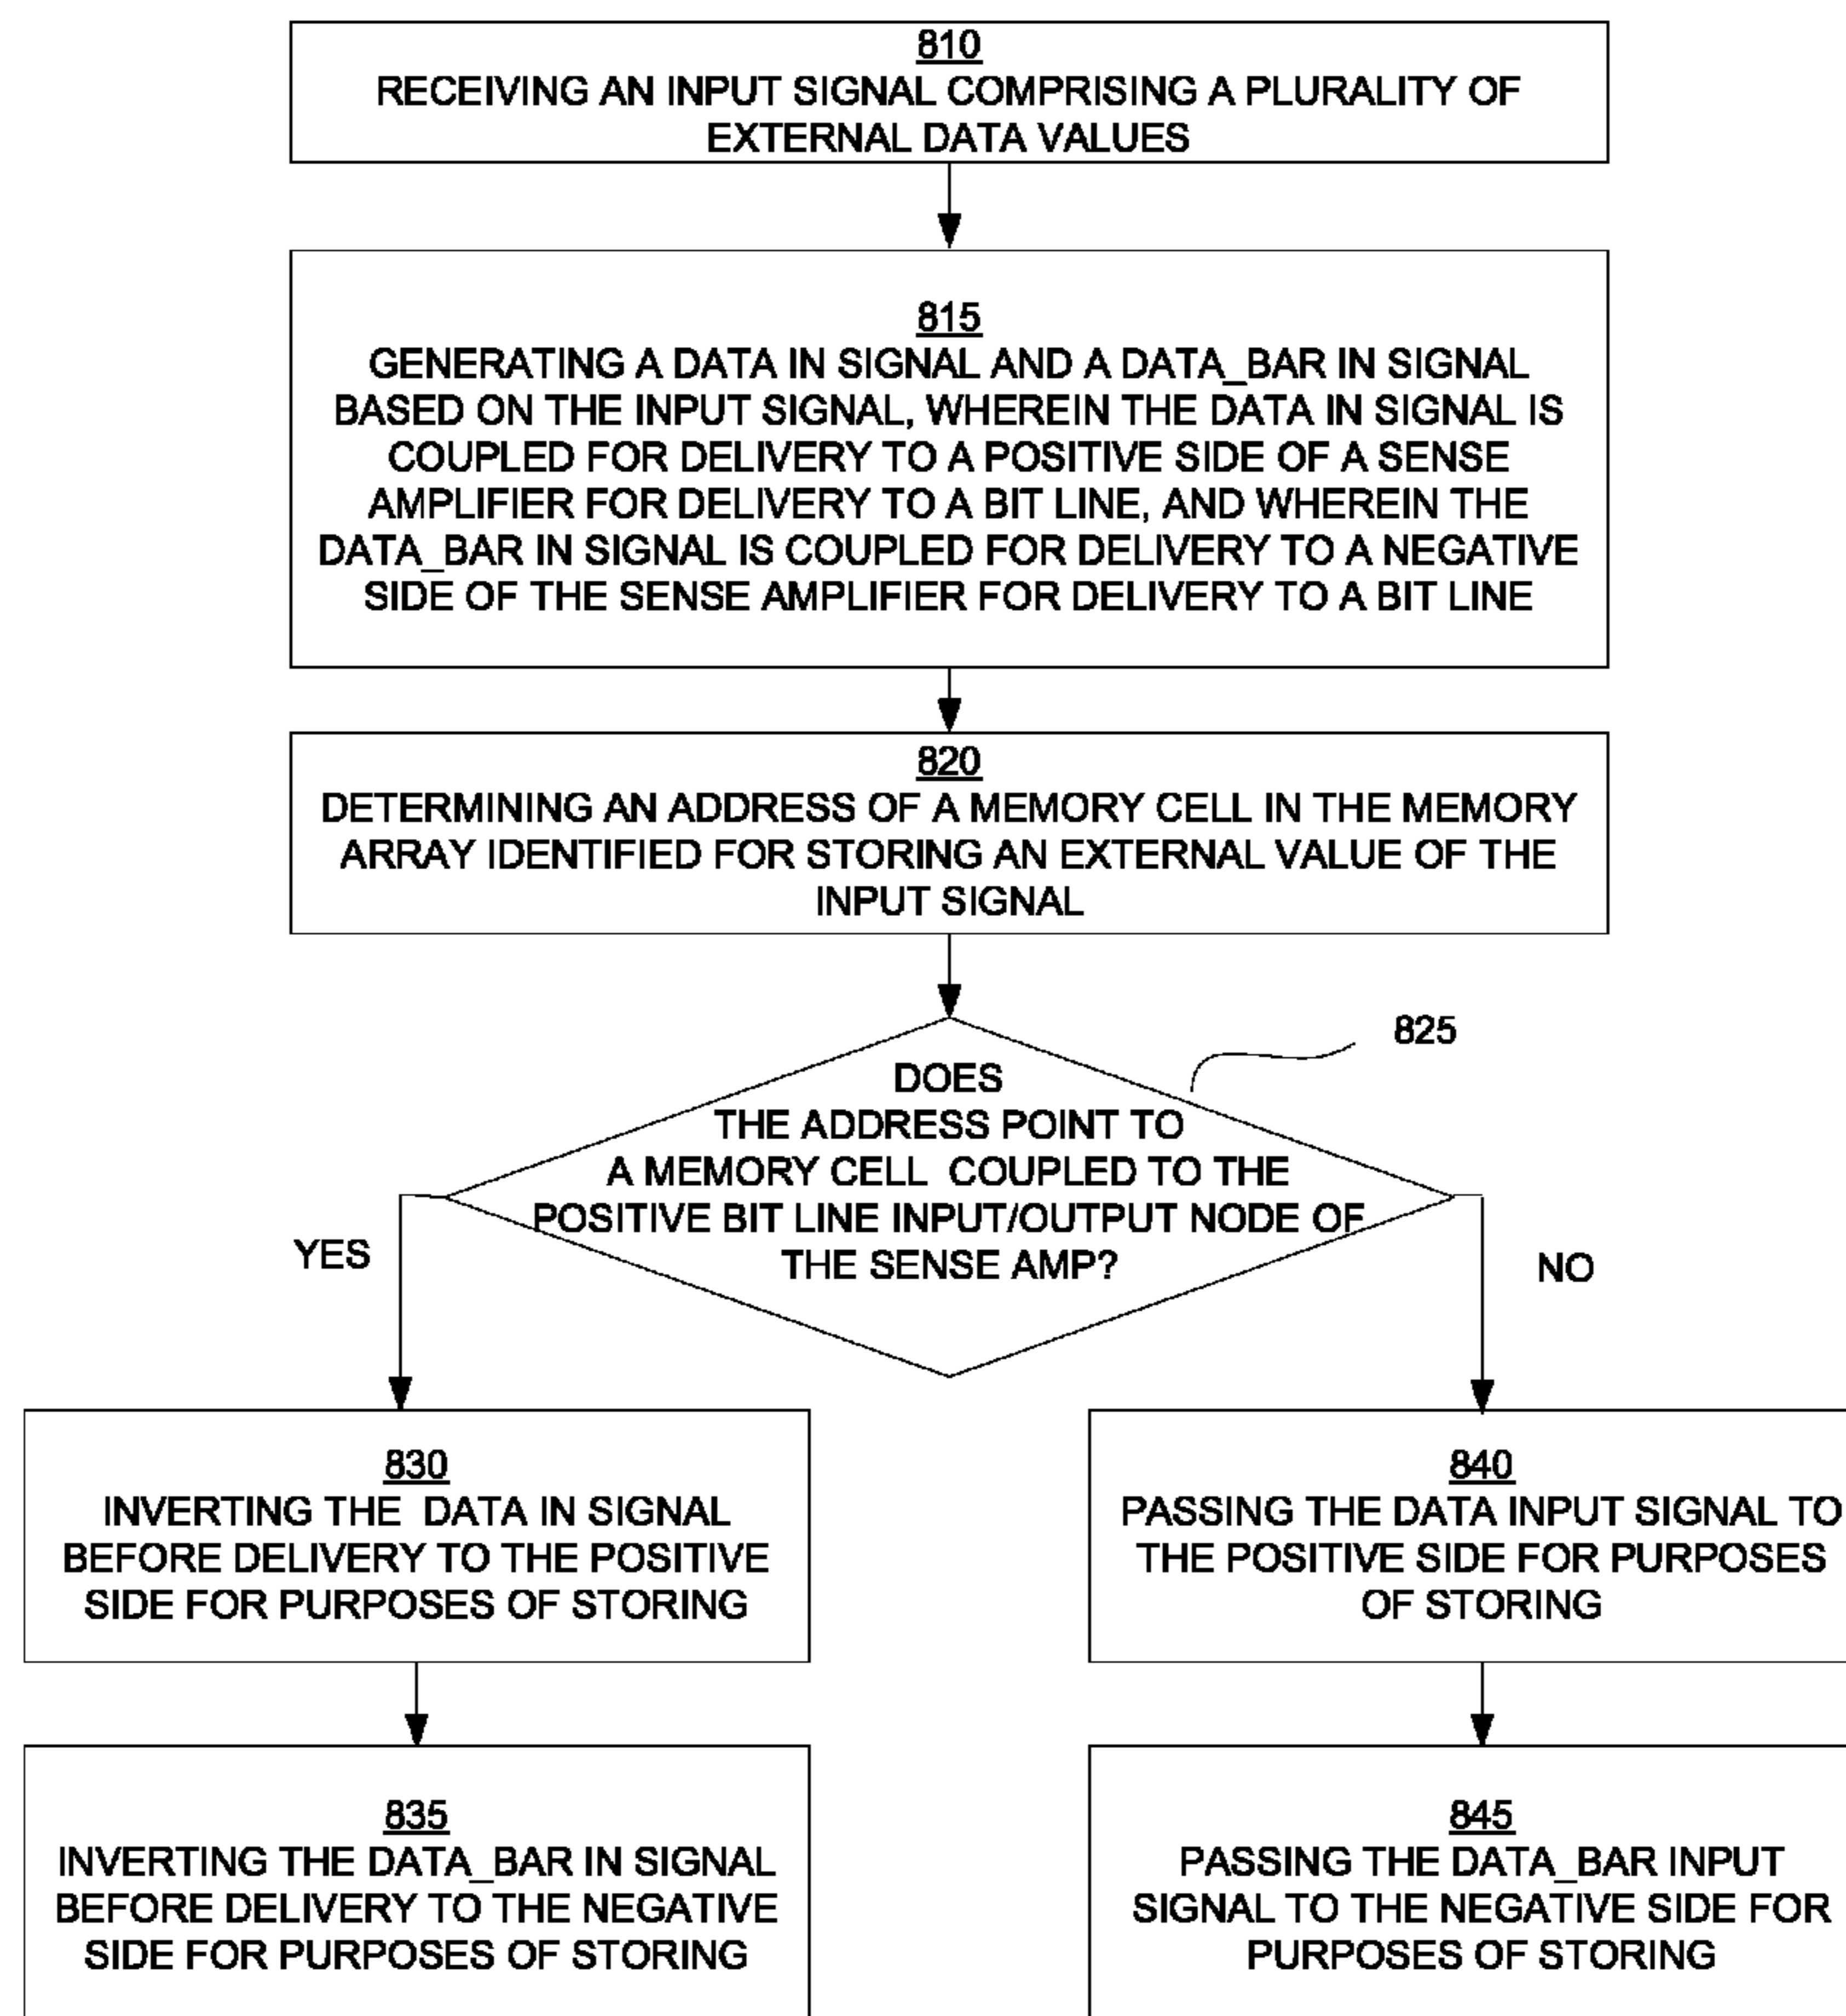 810
RECEIVING AN INPUT SIGNAL COMPRISING A PLURALITY OF
EXTERNAL DATA VALUES
815
GENERATING A DATA IN SIGNAL AND A DATA_BAR IN SIGNAL
BASED ON THE INPUT SIGNAL, WHEREIN THE DATA IN SIGNAL IS
COUPLED FOR DELIVERY TO A POSITIVE SIDE OF A SENSE
AMPLIFIER FOR DELIVERY TO A BIT LINE, AND WHEREIN THE
DATA_BAR IN SIGNAL IS COUPLED FOR DELIVERY TO A NEGATIVE
SIDE OF THE SENSE AMPLIFIER FOR DELIVERY TO A BIT LINE
820
DETERMINING AN ADDRESS OF A MEMORY CELL IN THE MEMORY
ARRAY IDENTIFIED FOR STORING AN EXTERNAL VALUE OF THE
INPUT SIGNAL
825
DOES
THE ADDRESS POINT TO
A MEMORY CELL COUPLED TO THE
POSITIVE BIT LINE INPUT/OUTPUT NODE OF
THE SENSE AMP?
YES
NO
830
INVERTING THE DATA IN SIGNAL
BEFORE DELIVERY TO THE POSITIVE
SIDE FOR PURPOSES OF STORING
840
PASSING THE DATA INPUT SIGNAL TO
THE POSITIVE SIDE FOR PURPOSES
OF STORING
835
INVERTING THE DATA_BAR IN SIGNAL
BEFORE DELIVERY TO THE NEGATIVE
SIDE FOR PURPOSES OF STORING
845
PASSING THE DATA_BAR INPUT
SIGNAL TO THE NEGATIVE SIDE FOR
PURPOSES OF STORING